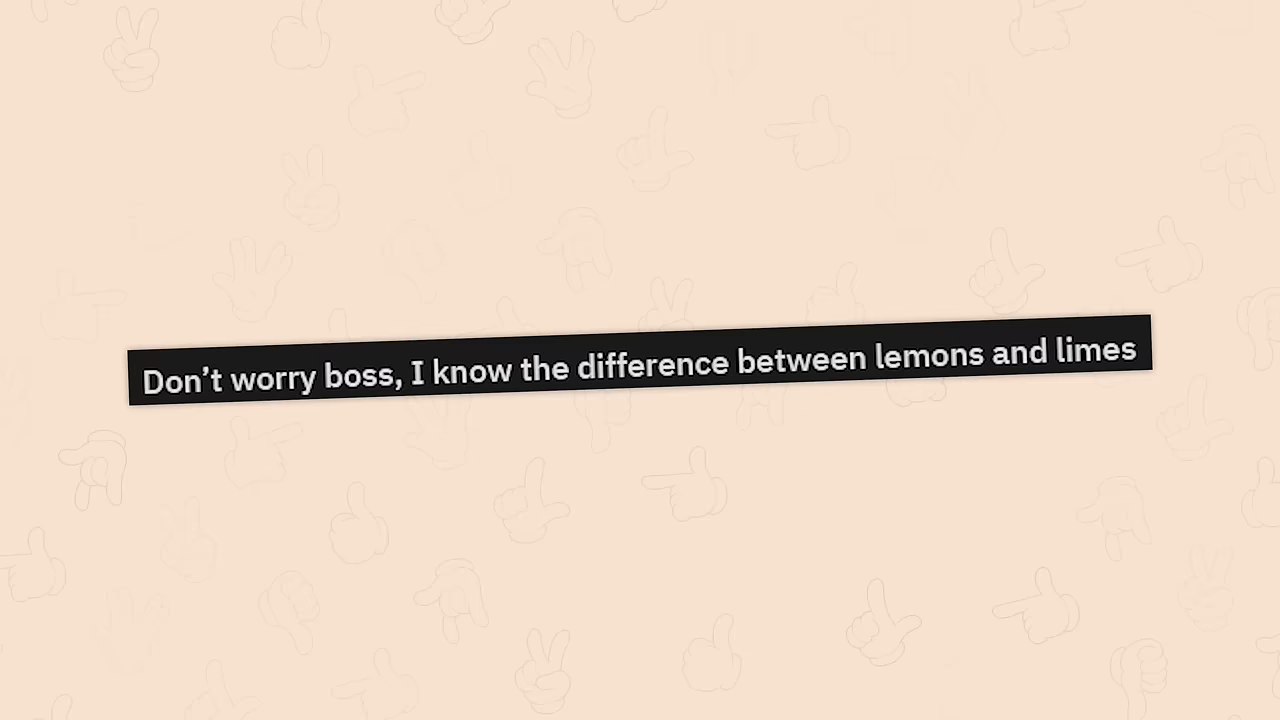 Don’t worry boss, I know the difference between lemons and limes